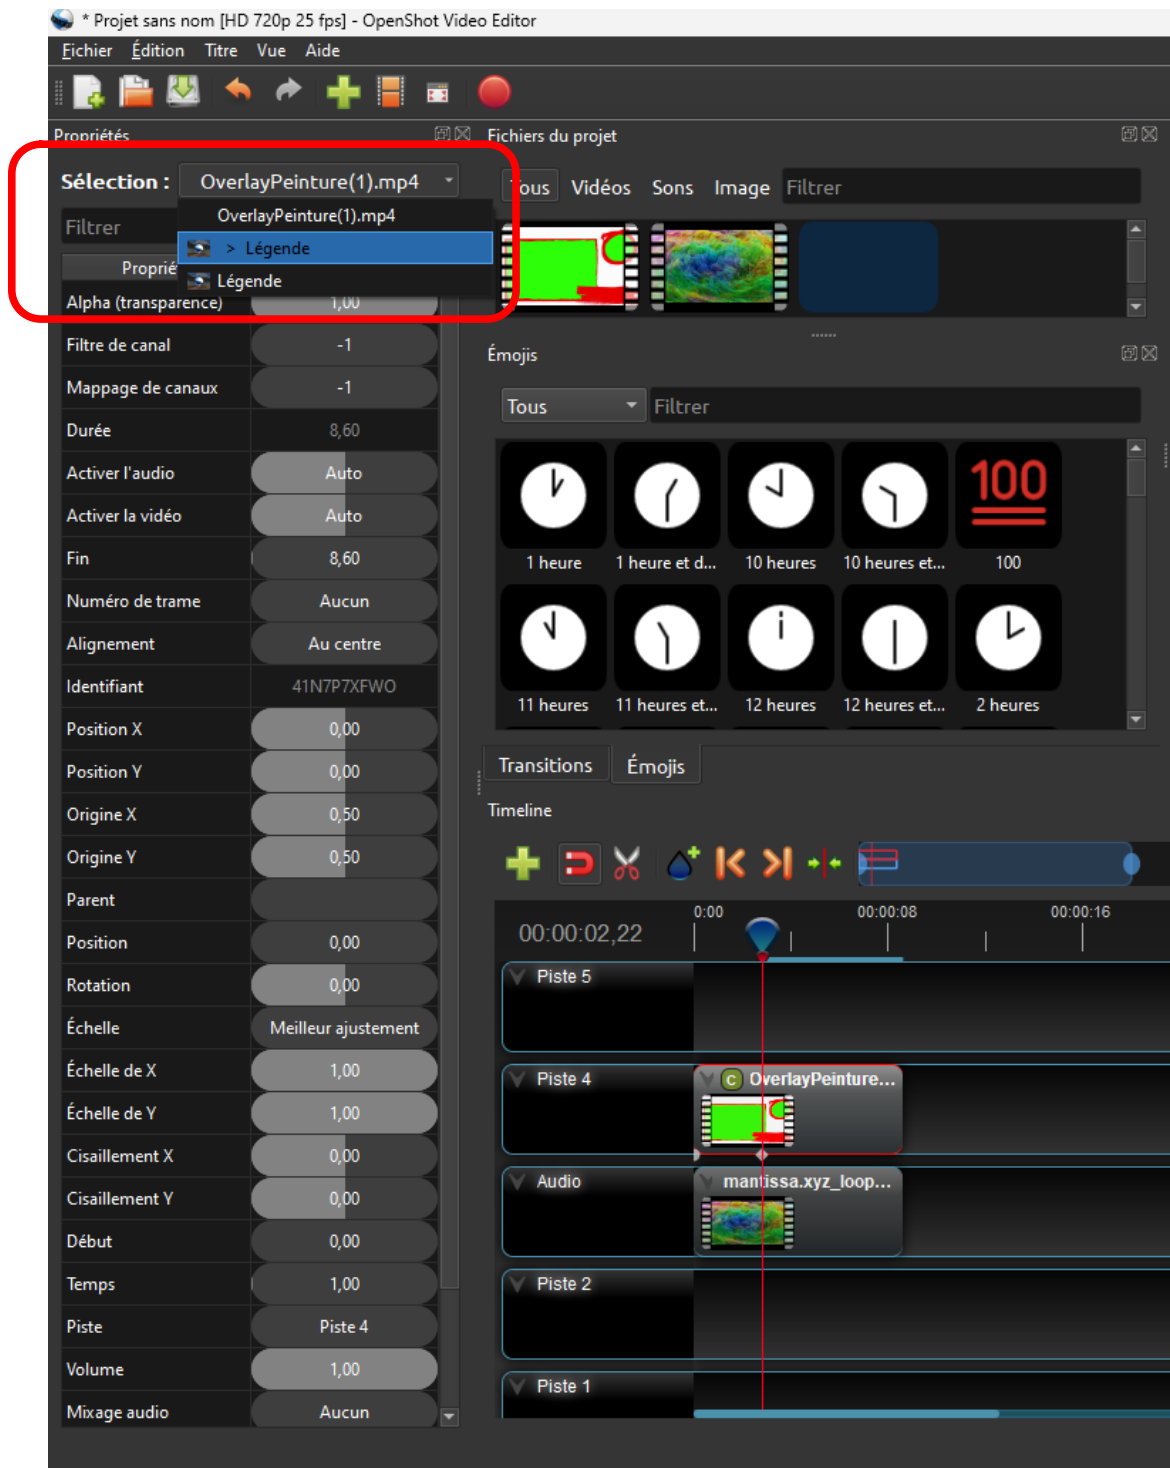 * Projet sans nom [HD 720p 25 fps] - OpenShot Video Editor
Fichier Édition Titre Vue Aide
Propriétés
Sélection : OverlayPeinture(1).mp4
OverlayPeinture(1).mp4
> Légende
Légende
Filtrer
Proprié
Alpha (transparence) 1,00
Filtre de canal -1
Mappage de canaux -1
Durée 8,60
Activer l'audio Auto
Activer la vidéo Auto
Fin 8,60
Numéro de trame Aucun
Alignement Au centre
Identifiant 41N7P7XFWO
Position X 0,00
Position Y 0,00
Origine X 0,50
Origine Y 0,50
Parent
Position 0,00
Rotation 0,00
Échelle Meilleur ajustement
Échelle de X 1,00
Échelle de Y 1,00
Cisaillement X 0,00
Cisaillement Y 0,00
Début 0,00
Temps 1,00
Piste Piste 4
Volume 1,00
Mixage audio Aucun
Fichiers du projet
Tous Vidéos Sons Image Filtrer
Émojis
Tous Filtrer
100
1 heure 1 heure et d... 10 heures 10 heures et... 100
11 heures 11 heures et... 12 heures 12 heures et... 2 heures
Transitions Émojis
Timeline
00:00:02,22 0:00 00:00:08 00:00:16
Piste 5
Piste 4 C OverlayPeinture...
Audio mantissa.xyz_loop...
Piste 2
Piste 1